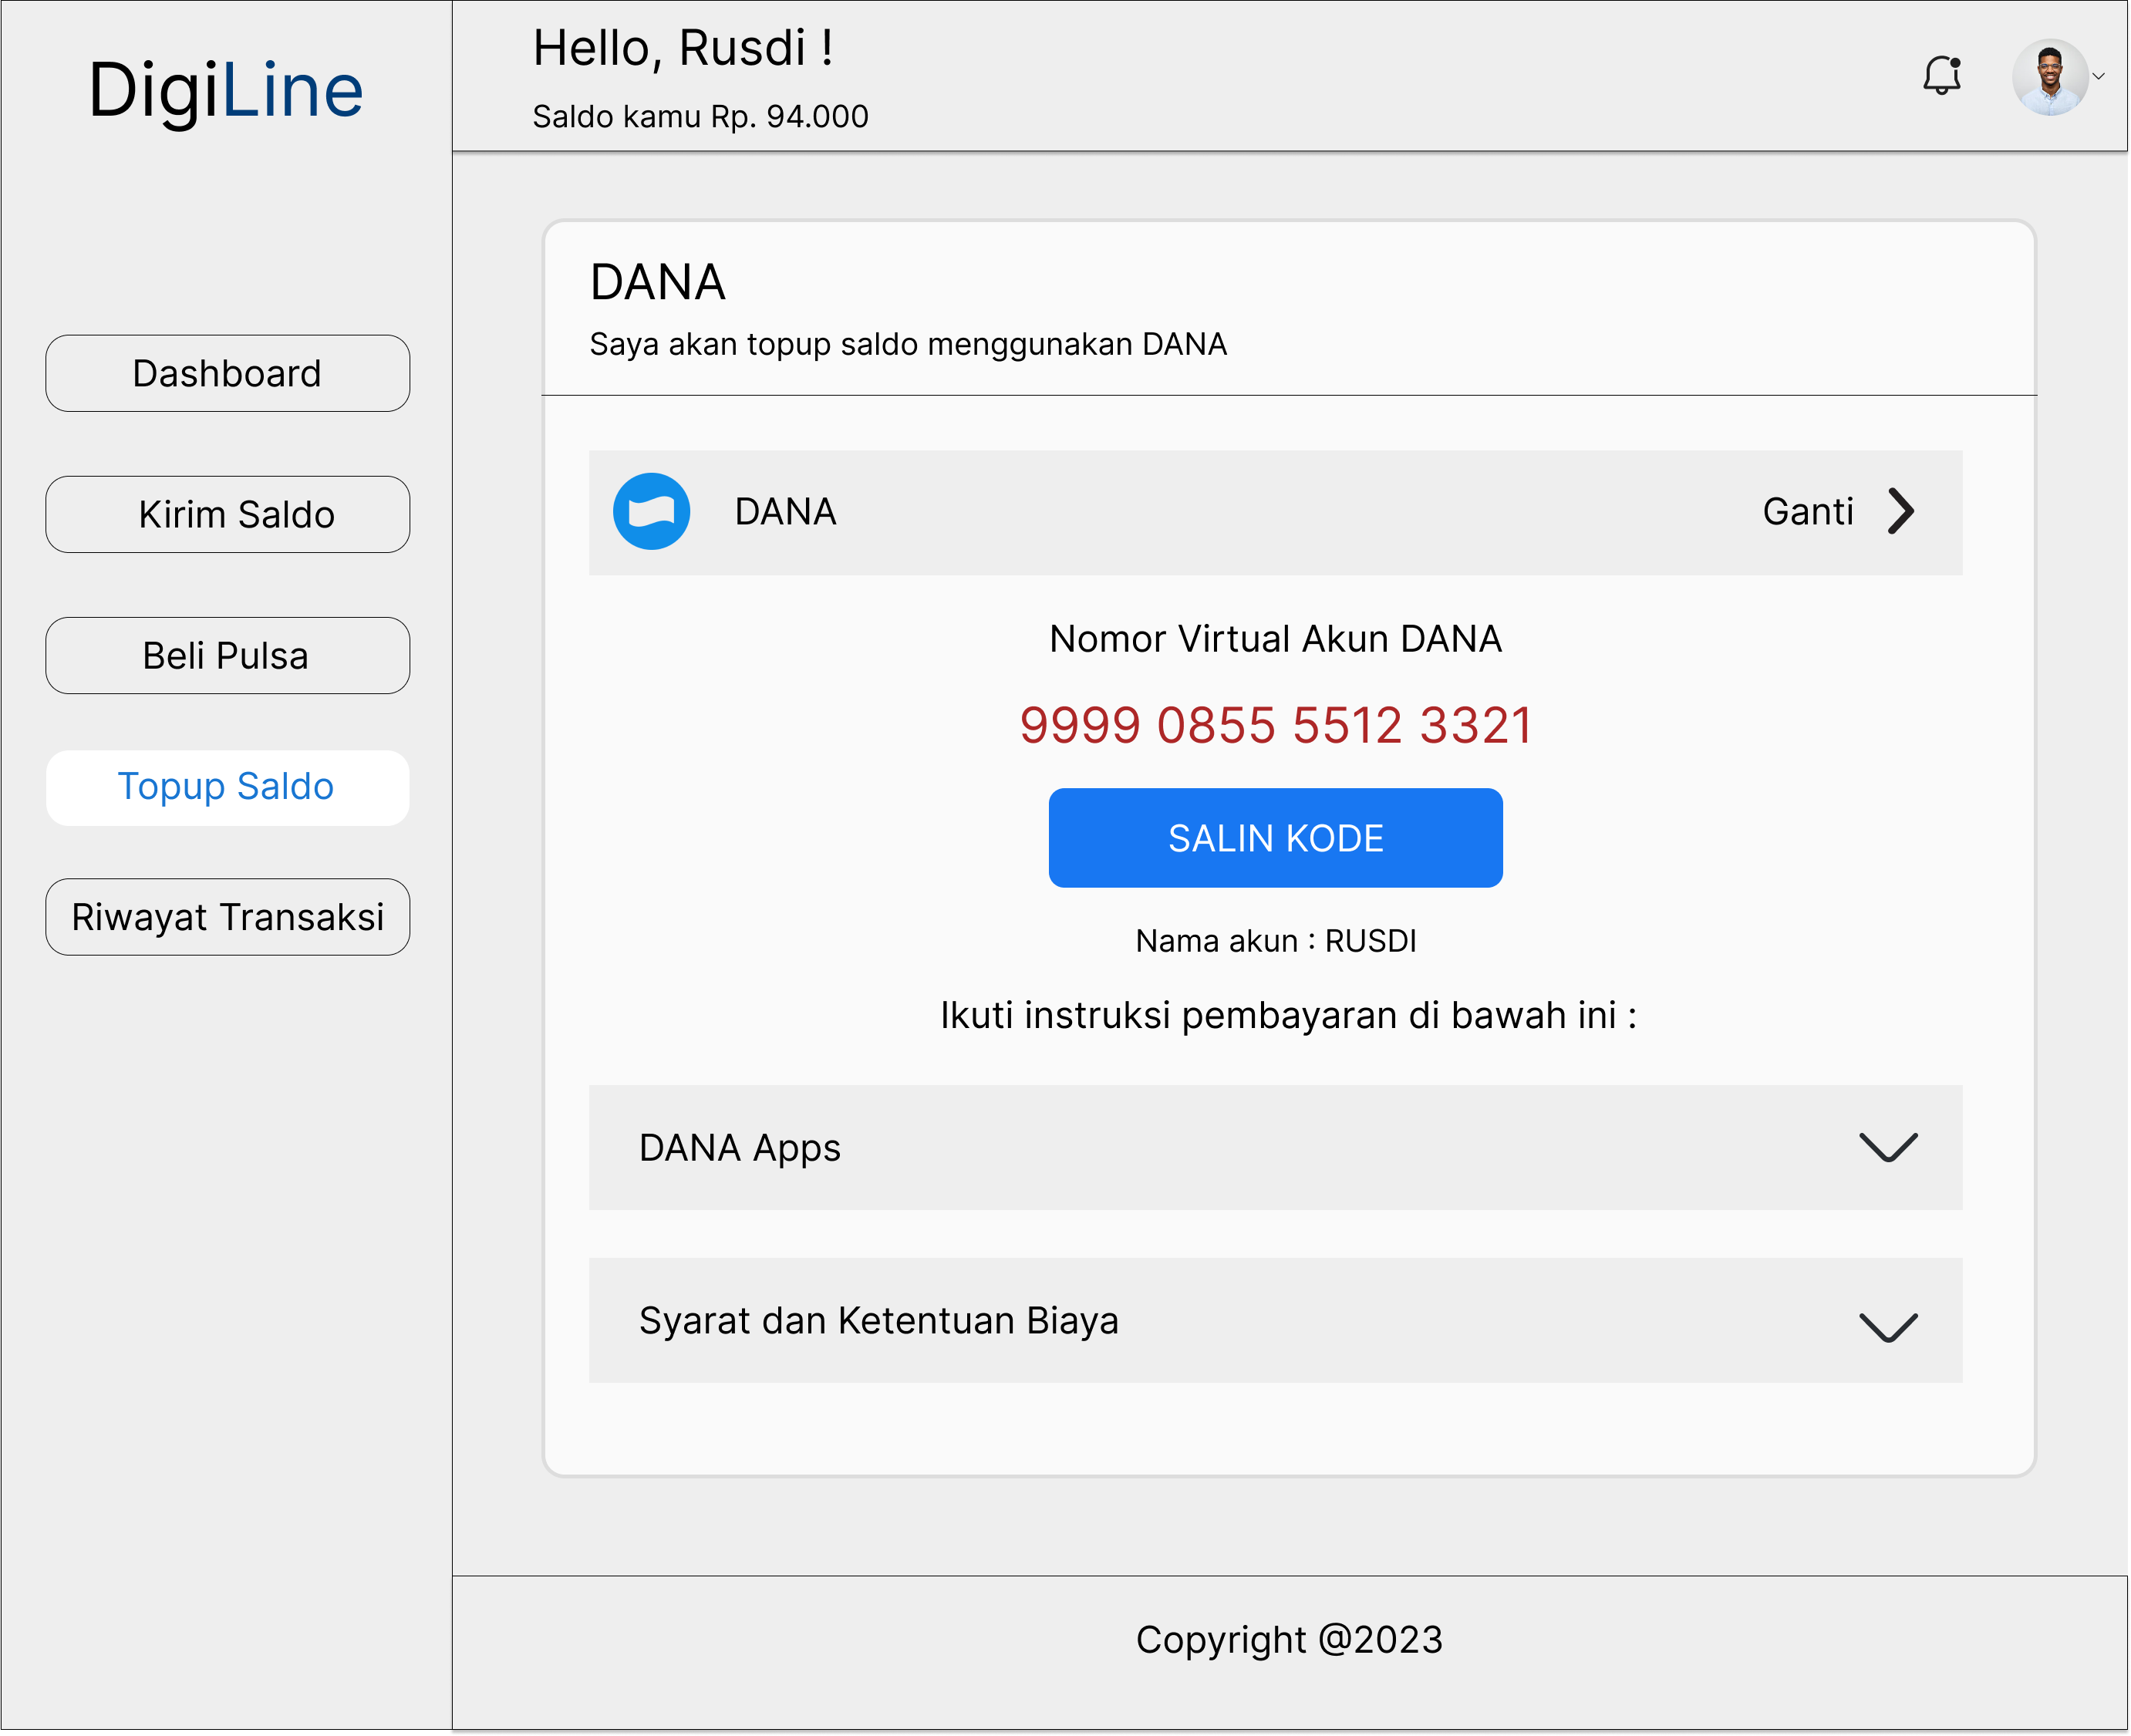 DigiLine
Hello, Rusdi !
Saldo kamu Rp. 94.000
Dashboard
Kirim Saldo
Beli Pulsa
Topup Saldo
Riwayat Transaksi
DANA
Saya akan topup saldo menggunakan DANA
DANA
Ganti
Nomor Virtual Akun DANA
9999 0855 5512 3321
SALIN KODE
Nama akun : RUSDI
Ikuti instruksi pembayaran di bawah ini :
DANA Apps
Syarat dan Ketentuan Biaya
Copyright @2023